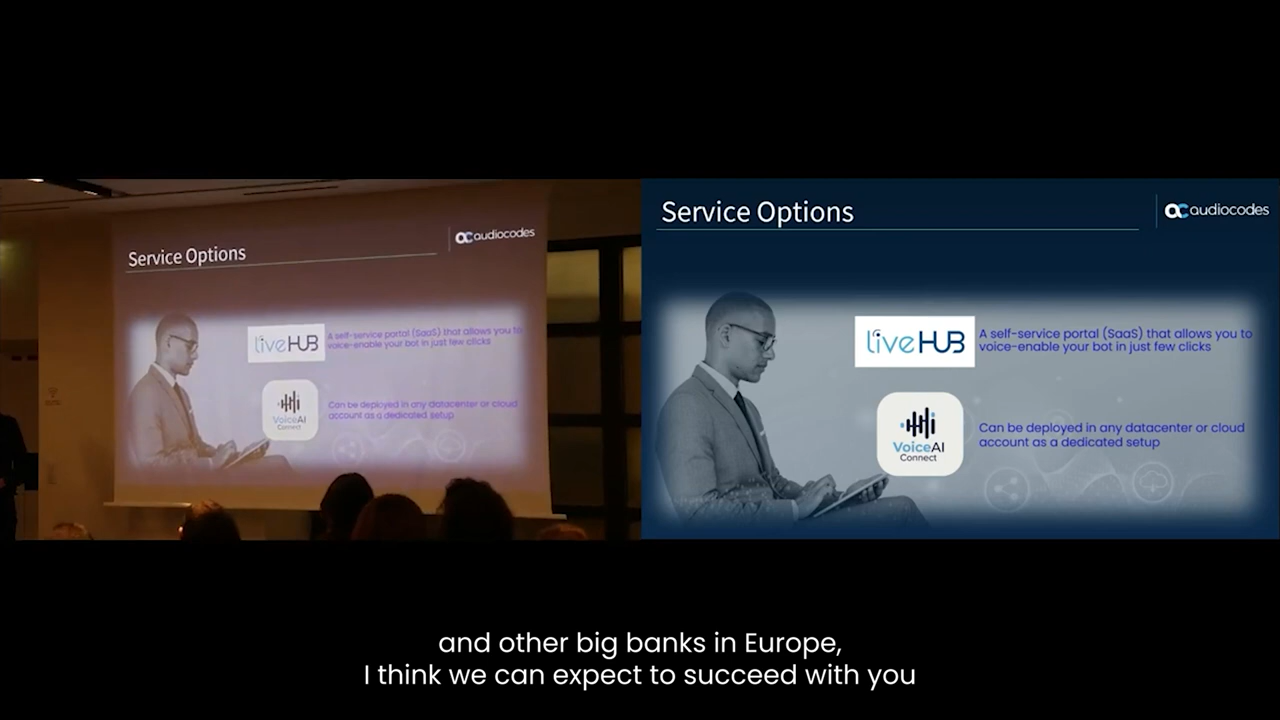 Service Options
audiocodes
live HUB
A self-service portal (SaaS) that allows you to
voice-enable your bot in just few clicks
VoiceAI
Connect
Can be deployed in any datacenter or cloud
account as a dedicated setup
Service Options
audiocodes
live HUB
A self-service portal (SaaS) that allows you to
voice-enable your bot in just few clicks
VoiceAI
Connect
Can be deployed in any datacenter or cloud
account as a dedicated setup
and other big banks in Europe,
I think we can expect to succeed with you